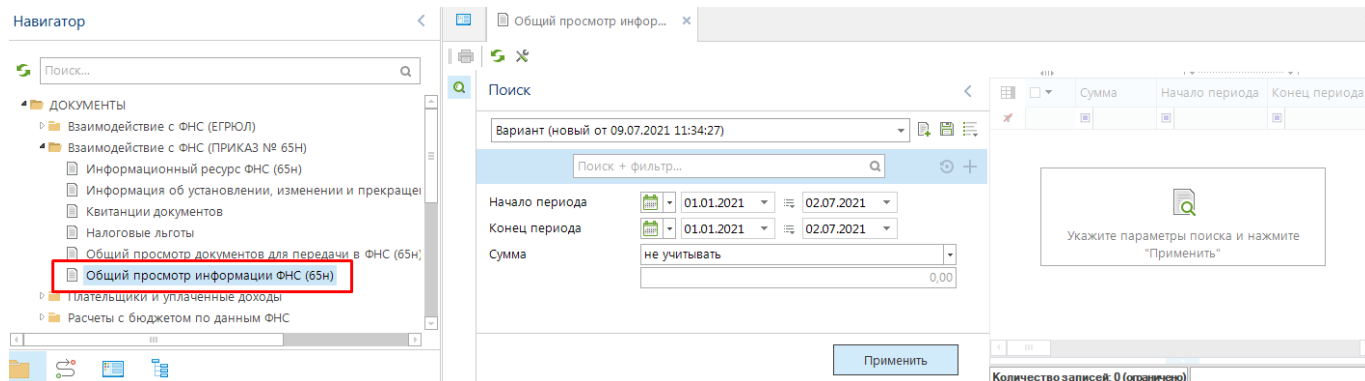 Навигатор
Общий просмотр инфор...
Поиск...
ДОКУМЕНТЫ
Взаимодействие с ФНС (ЕГРЮЛ)
Взаимодействие с ФНС (ПРИКАЗ № 65Н)
Информационный ресурс ФНС (65н)
Информация об установлении, изменении и прекращен
Квитанции документов
Налоговые льготы
Общий просмотр документов для передачи в ФНС (65н)
Общий просмотр информации ФНС (65н)
Плательщики и уплаченные доходы
Расчеты с бюджетом по данным ФНС
Поиск
Вариант (новый от 09.07.2021 11:34:27)
Поиск + фильтр...
Начало периода 01.01.2021 02.07.2021
Конец периода 01.01.2021 02.07.2021
Сумма не учитывать
0,00
Применить
Сумма Начало периода Конец периода
Укажите параметры поиска и нажмите
"Применить"
Количество записей: 0 (ограничено)